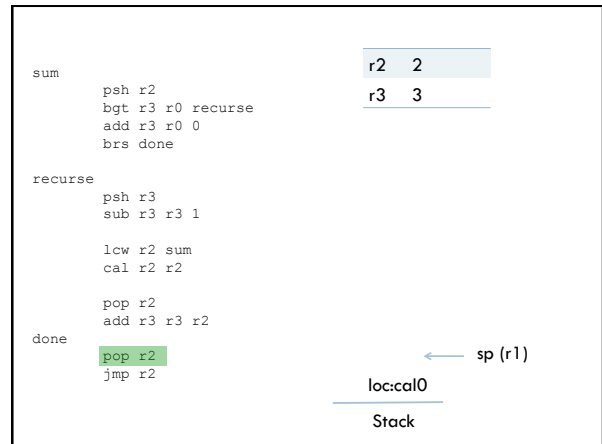 sum
psh r2
bgt r3 r0 recurse
add r3 r0 0
brs done
recurse
psh r3
sub r3 r3 1
lcw r2 sum
cal r2 r2
pop r2
add r3 r3 r2
done
pop r2
jmp r2
r2 2
r3 3
sp (r1)
loc:cal0
Stack